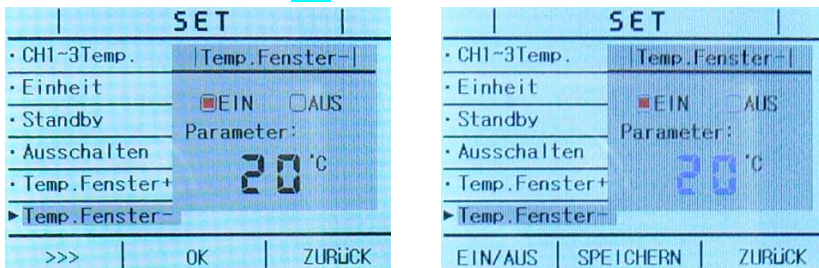 SET
· CH1~3Temp.
|Temp.Fenster-|
· Einheit
EIN AUS
· Standby
Parameter:
· Ausschalten
20 °C
· Temp.Fenster+
▶ Temp.Fenster-
>>> OK ZURüCK
SET
· CH1~3Temp.
|Temp.Fenster-|
· Einheit
EIN AUS
· Standby
Parameter:
· Ausschalten
20 °C
· Temp.Fenster+
▶ Temp.Fenster-
EIN/AUS SPEICHERN ZURüCK